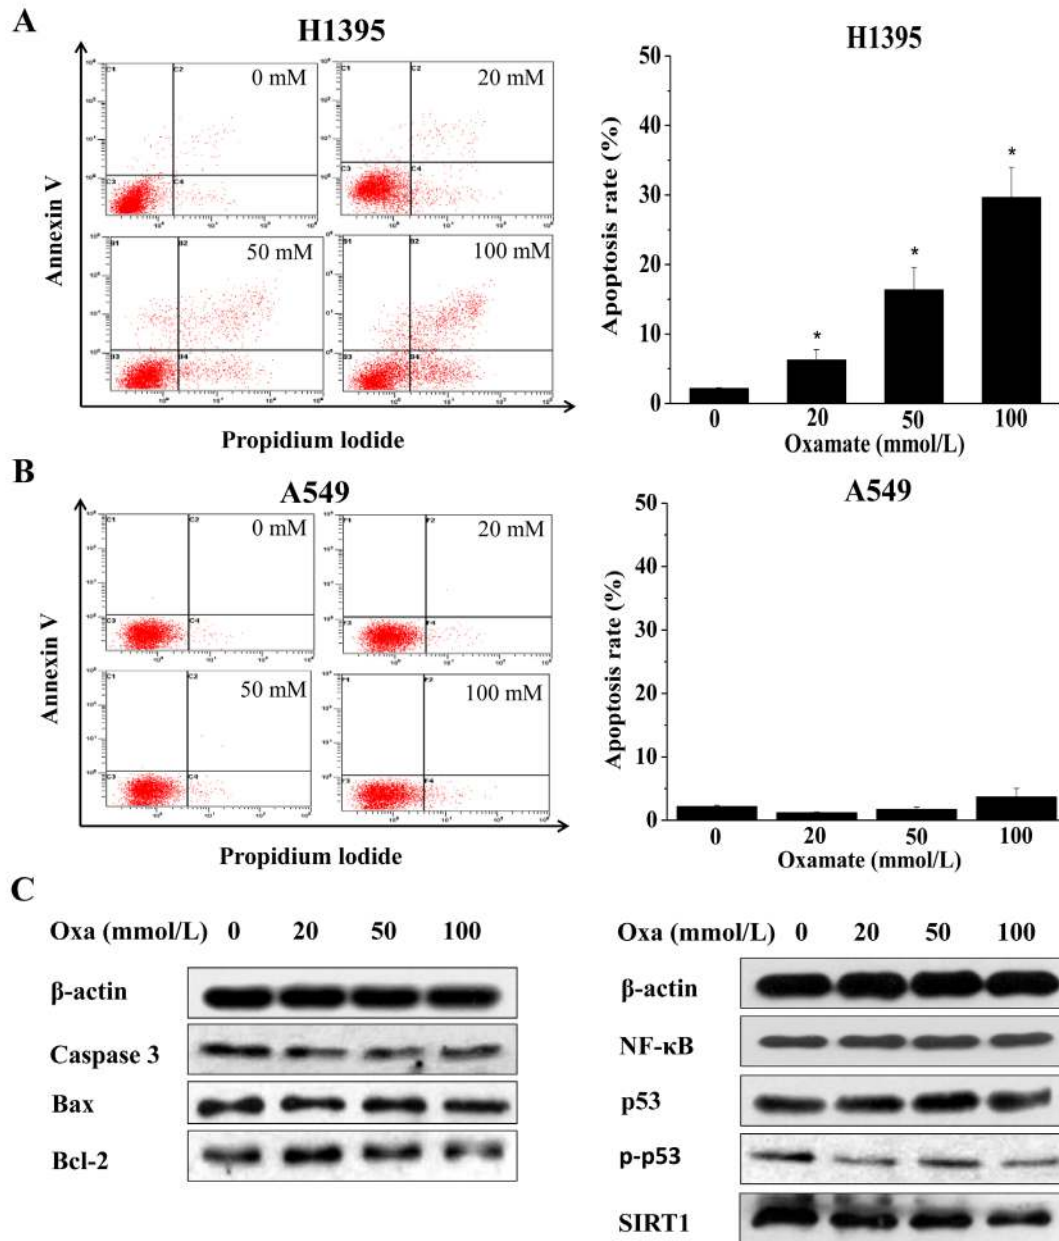 A
H1395
0 mM
20 mM
50 mM
100 mM
Annexin V
Propidium Iodide
H1395
Apoptosis rate (%)
50
40
30
20
10
0
*
*
*
0 20 50 100
Oxamate (mmol/L)
B
A549
0 mM
20 mM
50 mM
100 mM
Annexin V
Propidium Iodide
A549
Apoptosis rate (%)
50
40
30
20
10
0
0 20 50 100
Oxamate (mmol/L)
C
Oxa (mmol/L) 0 20 50 100
β-actin
Caspase 3
Bax
Bcl-2
Oxa (mmol/L) 0 20 50 100
β-actin
NF-κB
p53
p-p53
SIRT1